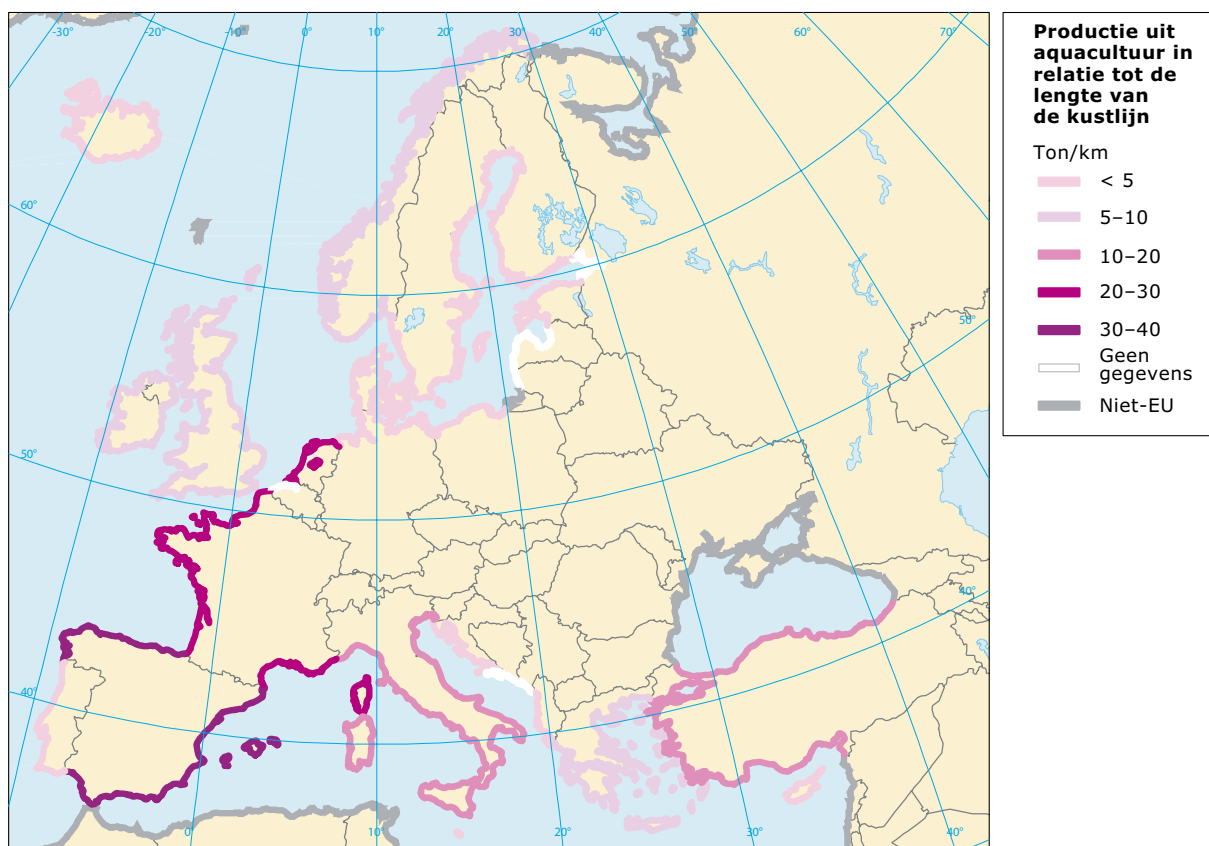 -30°
-20°
-10°
0°
10°
20°
30°
40°
50°
60°
70°
60°
50°
50°
40°
40°
0°
10°
20°
30°
40°
Productie uit
aquacultuur in
relatie tot de
lengte van
de kustlijn
Ton/km
< 5
5–10
10–20
20–30
30–40
Geen
gegevens
Niet-EU